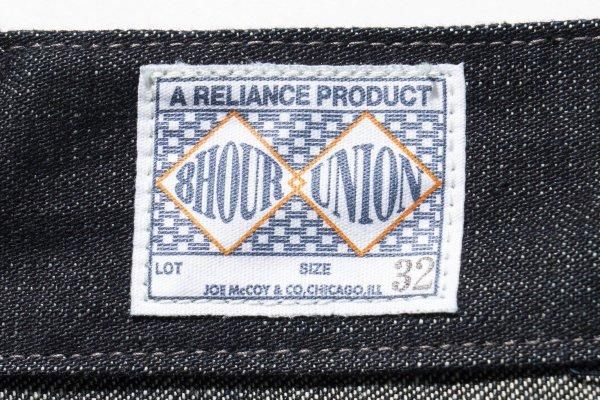 A RELIANCE PRODUCT
8HOUR UNION
LOT SIZE 32
JOE McCOY & CO.CHICAGO.ILL